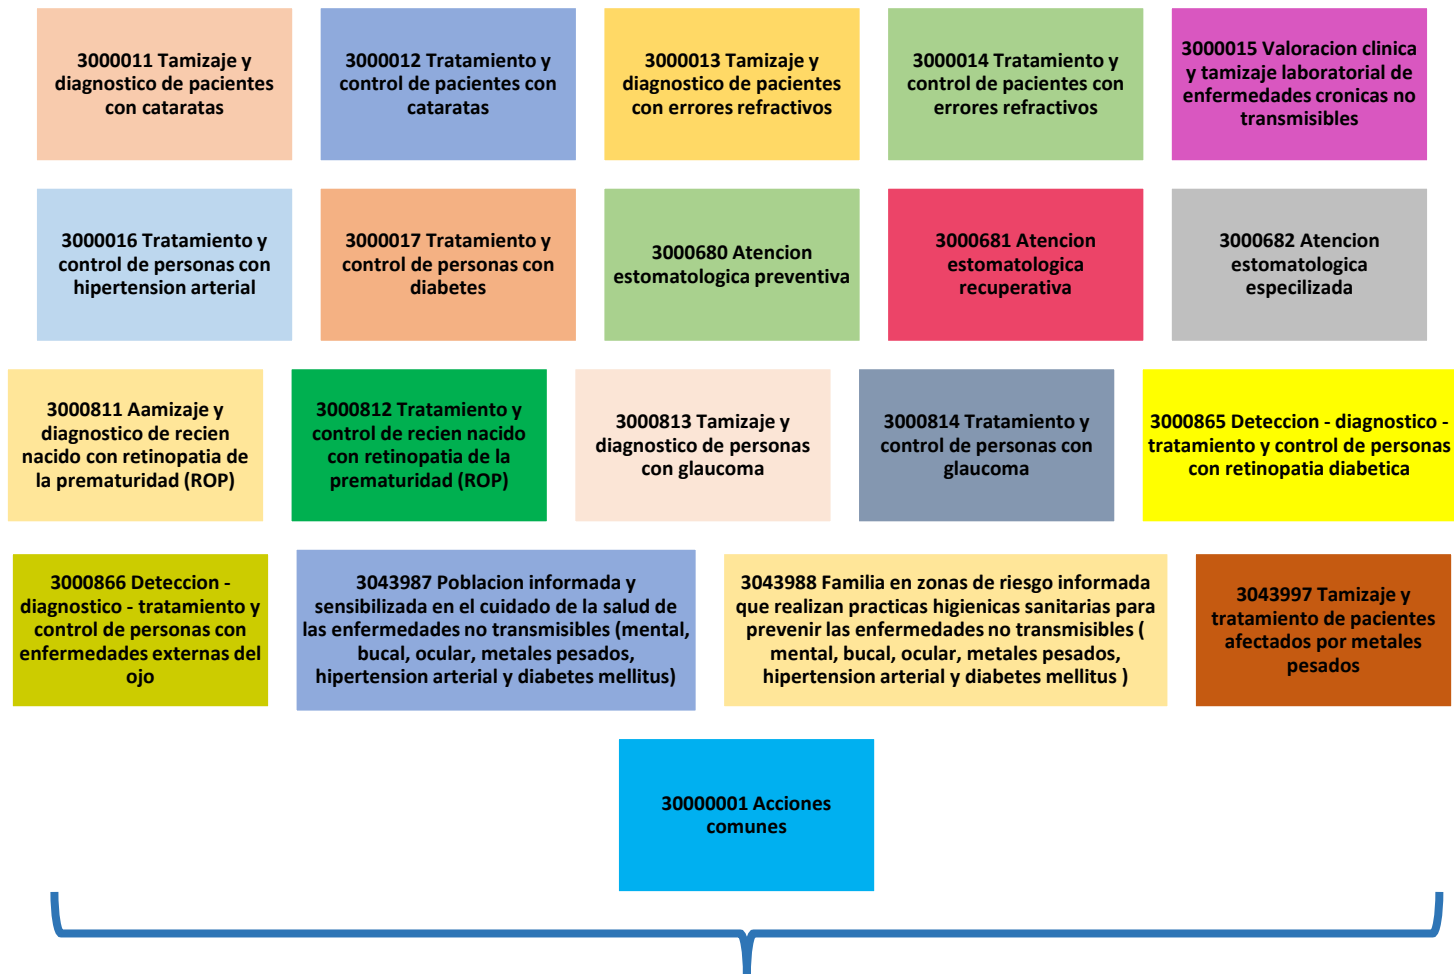 3000011 Tamizaje y
diagnostico de pacientes
con cataratas
3000012 Tratamiento y
control de pacientes con
cataratas
3000013 Tamizaje y
diagnostico de pacientes
con errores refractivos
3000014 Tratamiento y
control de pacientes con
errores refractivos
3000015 Valoracion clinica
y tamizaje laboratorial de
enfermedades cronicas no
transmisibles
3000016 Tratamiento y
control de personas con
hipertension arterial
3000017 Tratamiento y
control de personas con
diabetes
3000680 Atencion
estomatologica preventiva
3000681 Atencion
estomatologica
recuperativa
3000682 Atencion
estomatologica
especilizada
3000811 Aamizaje y
diagnostico de recien
nacido con retinopatia de
la prematuridad (ROP)
3000812 Tratamiento y
control de recien nacido
con retinopatia de la
prematuridad (ROP)
3000813 Tamizaje y
diagnostico de personas
con glaucoma
3000814 Tratamiento y
control de personas con
glaucoma
3000865 Deteccion - diagnostico -
tratamiento y control de personas
con retinopatia diabetica
3000866 Deteccion -
diagnostico - tratamiento y
control de personas con
enfermedades externas del
ojo
3043987 Poblacion informada y
sensibilizada en el cuidado de la salud de
las enfermedades no transmisibles (mental,
bucal, ocular, metales pesados,
hipertension arterial y diabetes mellitus)
3043988 Familia en zonas de riesgo informada
que realizan practicas higienicas sanitarias para
prevenir las enfermedades no transmisibles (
mental, bucal, ocular, metales pesados,
hipertension arterial y diabetes mellitus )
3043997 Tamizaje y
tratamiento de pacientes
afectados por metales
pesados
30000001 Acciones
comunes